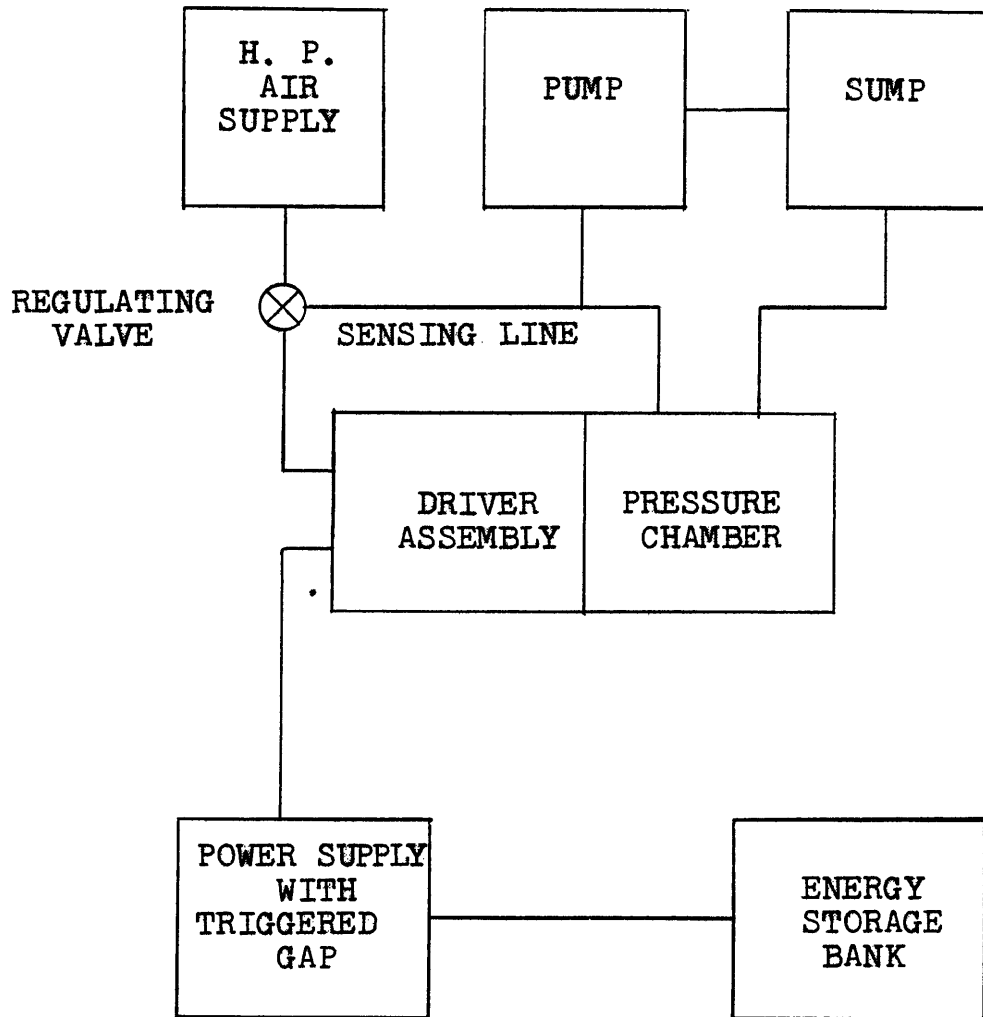 H. P.
AIR
SUPPLY
PUMP
SUMP
REGULATING
VALVE
SENSING LINE
DRIVER
ASSEMBLY
PRESSURE
CHAMBER
POWER SUPPLY
WITH
TRIGGERED
GAP
ENERGY
STORAGE
BANK